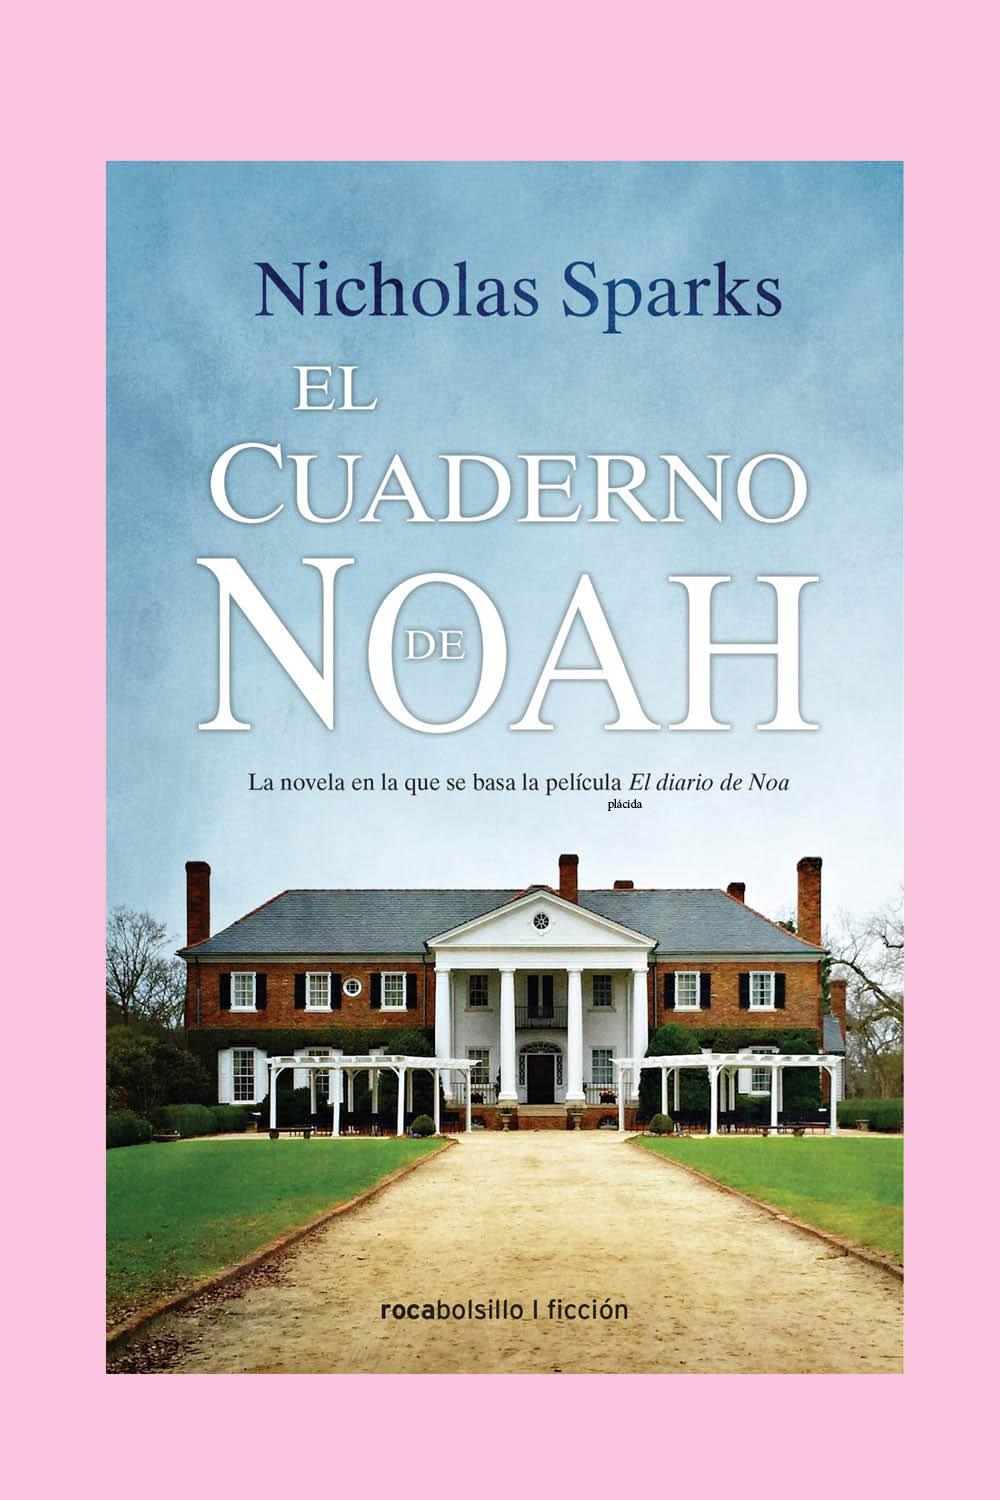 Nicholas Sparks
EL
CUADERNO
DE
NOAH
La novela en la que se basa la película El diario de Noa
plácida
rocabolsillo | ficción